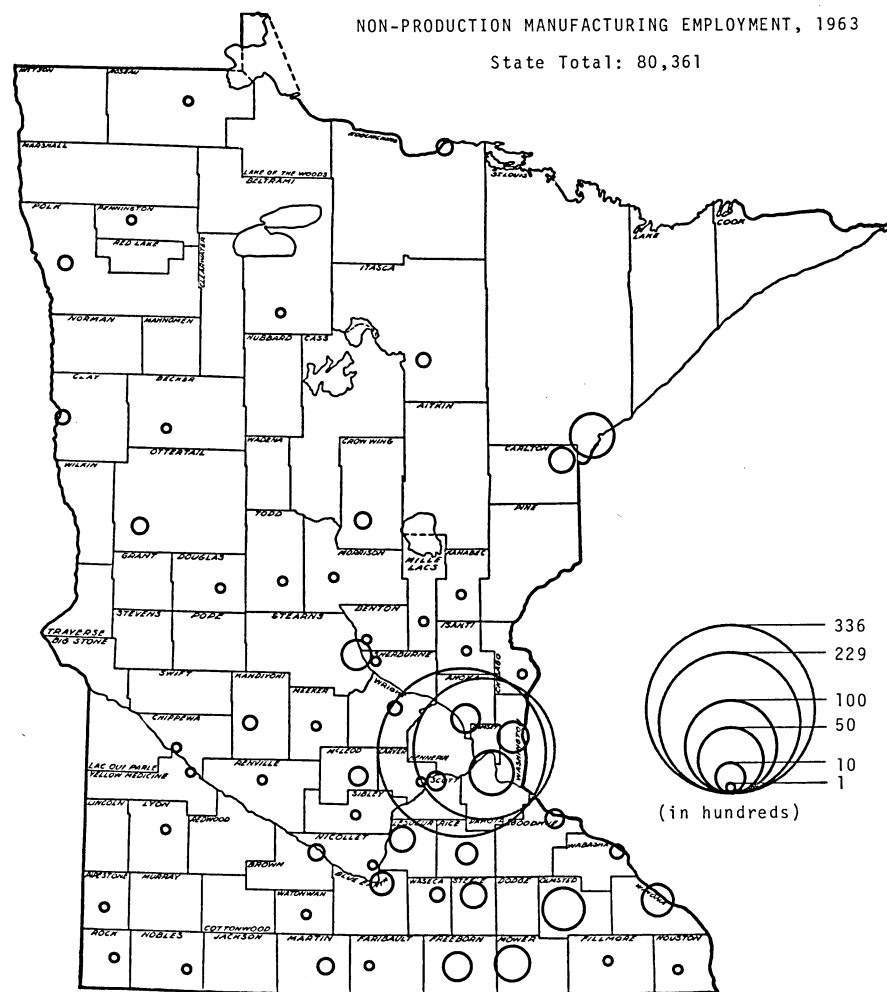 NON-PRODUCTION MANUFACTURING EMPLOYMENT, 1963
State Total: 80,361
KITTSON
ROSEAU
KOOCHICHING
MARSHALL
LAKE OF THE WOODS
BELTRAMI
ST. LOUIS
POLK
PENNINGTON
RED LAKE
CLEARWATER
LAKE
COOK
ITASCA
NORMAN
MAHNOMEN
HUBBARD
CASS
CLAY
BECKER
AITKIN
WADENA
CROW WING
CARLTON
WILKIN
OTTERTAIL
PINE
TODD
GRANT
DOUGLAS
MORRISON
MILLE
LACS
KANABEC
BENTON
STEVENS
POPE
STEARNS
ISANTI
TRAVERSE
BIG STONE
SHERBURNE
CHISAGO
SWIFT
KANDIYOHI
MEEKER
WRIGHT
ANOKA
CHIPPEWA
RAMSEY
WASHINGTON
HENNEPIN
MCLEOD
CARVER
LAC QUI PARLE
YELLOW MEDICINE
RENVILLE
SCOTT
SIBLEY
DAKOTA
LINCOLN
LYON
REDWOOD
NICOLLEY
LESUEUR
RICE
GOODHUE
WABASHA
BROWN
PIPESTONE
MURRAY
WATONWAN
BLUE EARTH
WASECA
STEELE
DODGE
OLMSTED
WINONA
COTTONWOOD
ROCK
NOBLES
JACKSON
MARTIN
FARIBAULT
FREEBORN
MOWER
FILLMORE
HOUSTON
336
229
100
50
10
1
(in hundreds)